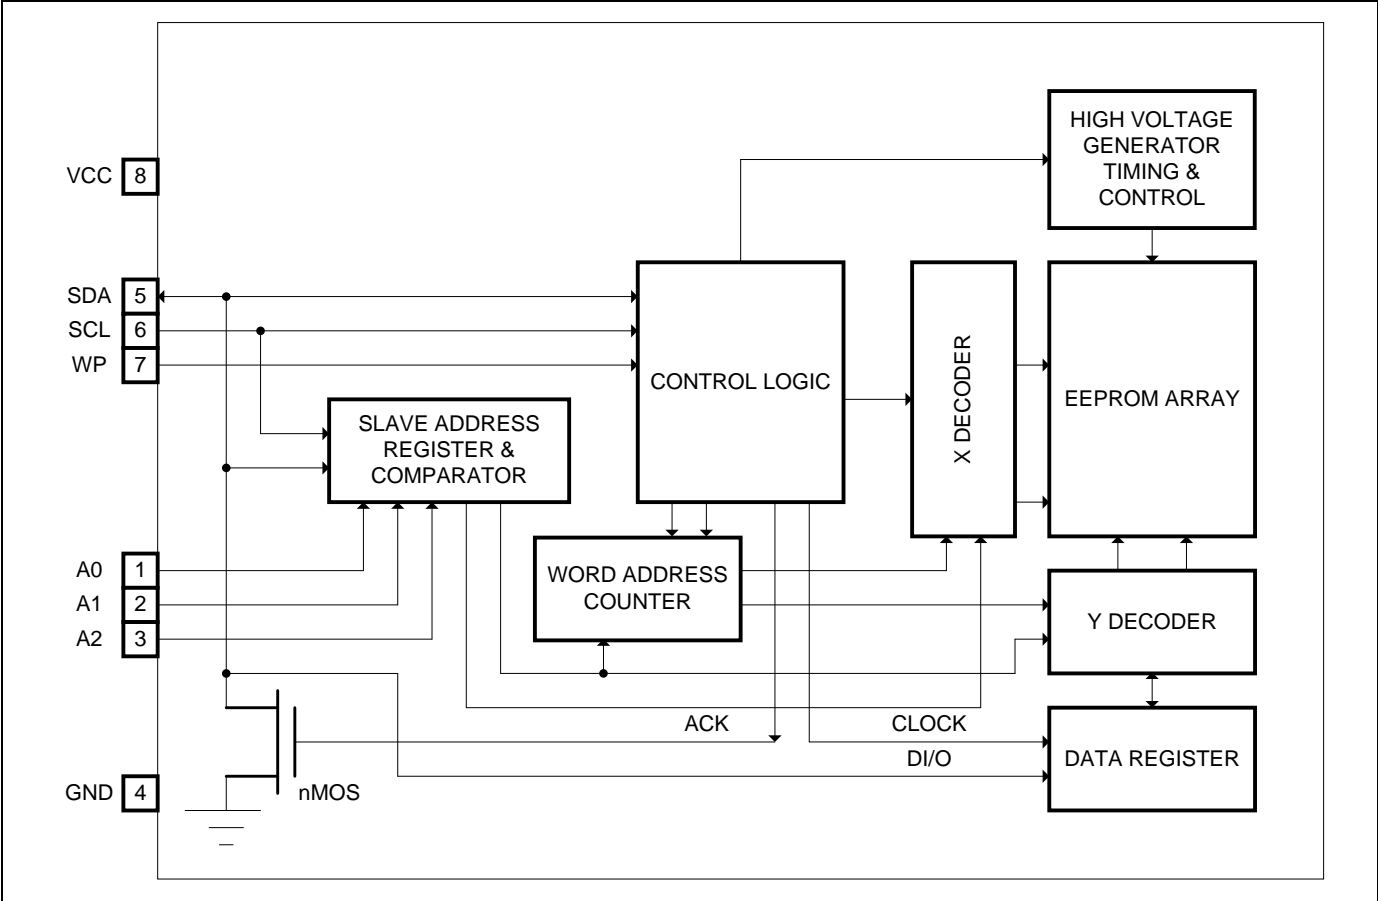 HIGH VOLTAGE
GENERATOR
TIMING &
CONTROL
VCC 8
SDA 5
SCL 6
WP 7
CONTROL LOGIC
X DECODER
EEPROM ARRAY
SLAVE ADDRESS
REGISTER &
COMPARATOR
A0 1
A1 2
A2 3
WORD ADDRESS
COUNTER
Y DECODER
ACK
CLOCK
DI/O
DATA REGISTER
GND 4
nMOS